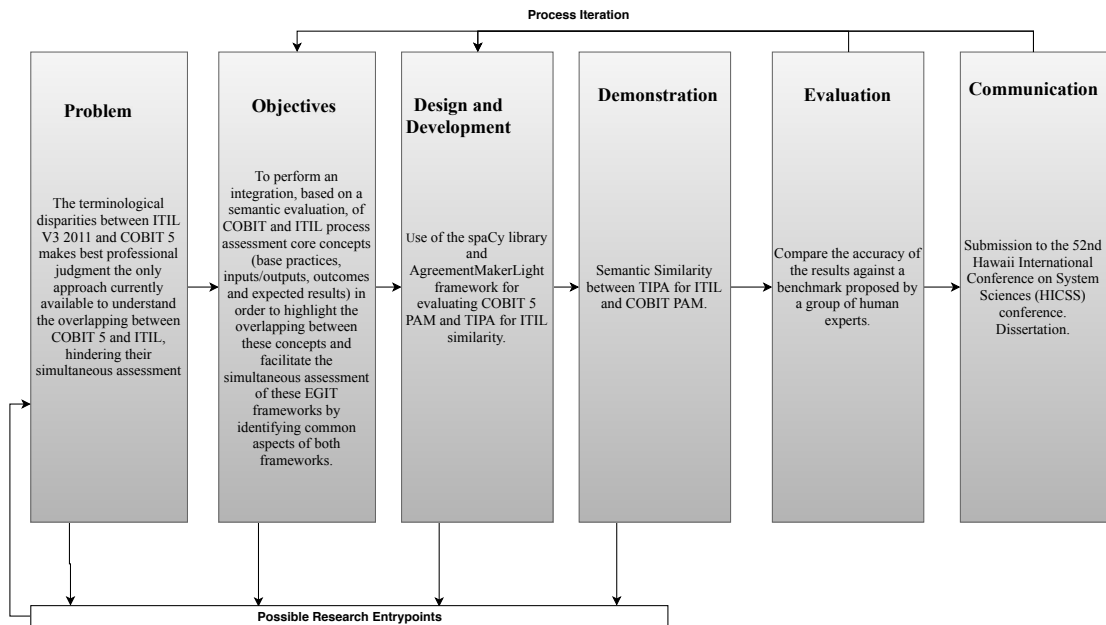 Process Iteration
Problem
The terminological
disparities between ITIL
V3 2011 and COBIT 5
makes best professional
judgment the only
approach currently
available to understand
the overlapping between
COBIT 5 and ITIL,
hindering their
simultaneous assessment
Objectives
To perform an
integration, based on a
semantic evaluation, of
COBIT and ITIL process
assessment core concepts
(base practices,
inputs/outputs, outcomes
and expected results) in
order to highlight the
overlapping between
these concepts and
facilitate the
simultaneous assessment
of these EGIT
frameworks by
identifying common
aspects of both
frameworks.
Design and
Development
Use of the spaCy library
and
AgreementMakerLight
framework for
evaluating COBIT 5
PAM and TIPA for ITIL
similarity.
Demonstration
Semantic Similarity
between TIPA for ITIL
and COBIT PAM.
Evaluation
Compare the accuracy of
the results against a
benchmark proposed by
a group of human
experts.
Communication
Submission to the 52nd
Hawaii International
Conference on System
Sciences (HICSS)
conference.
Dissertation.
Possible Research Entrypoints